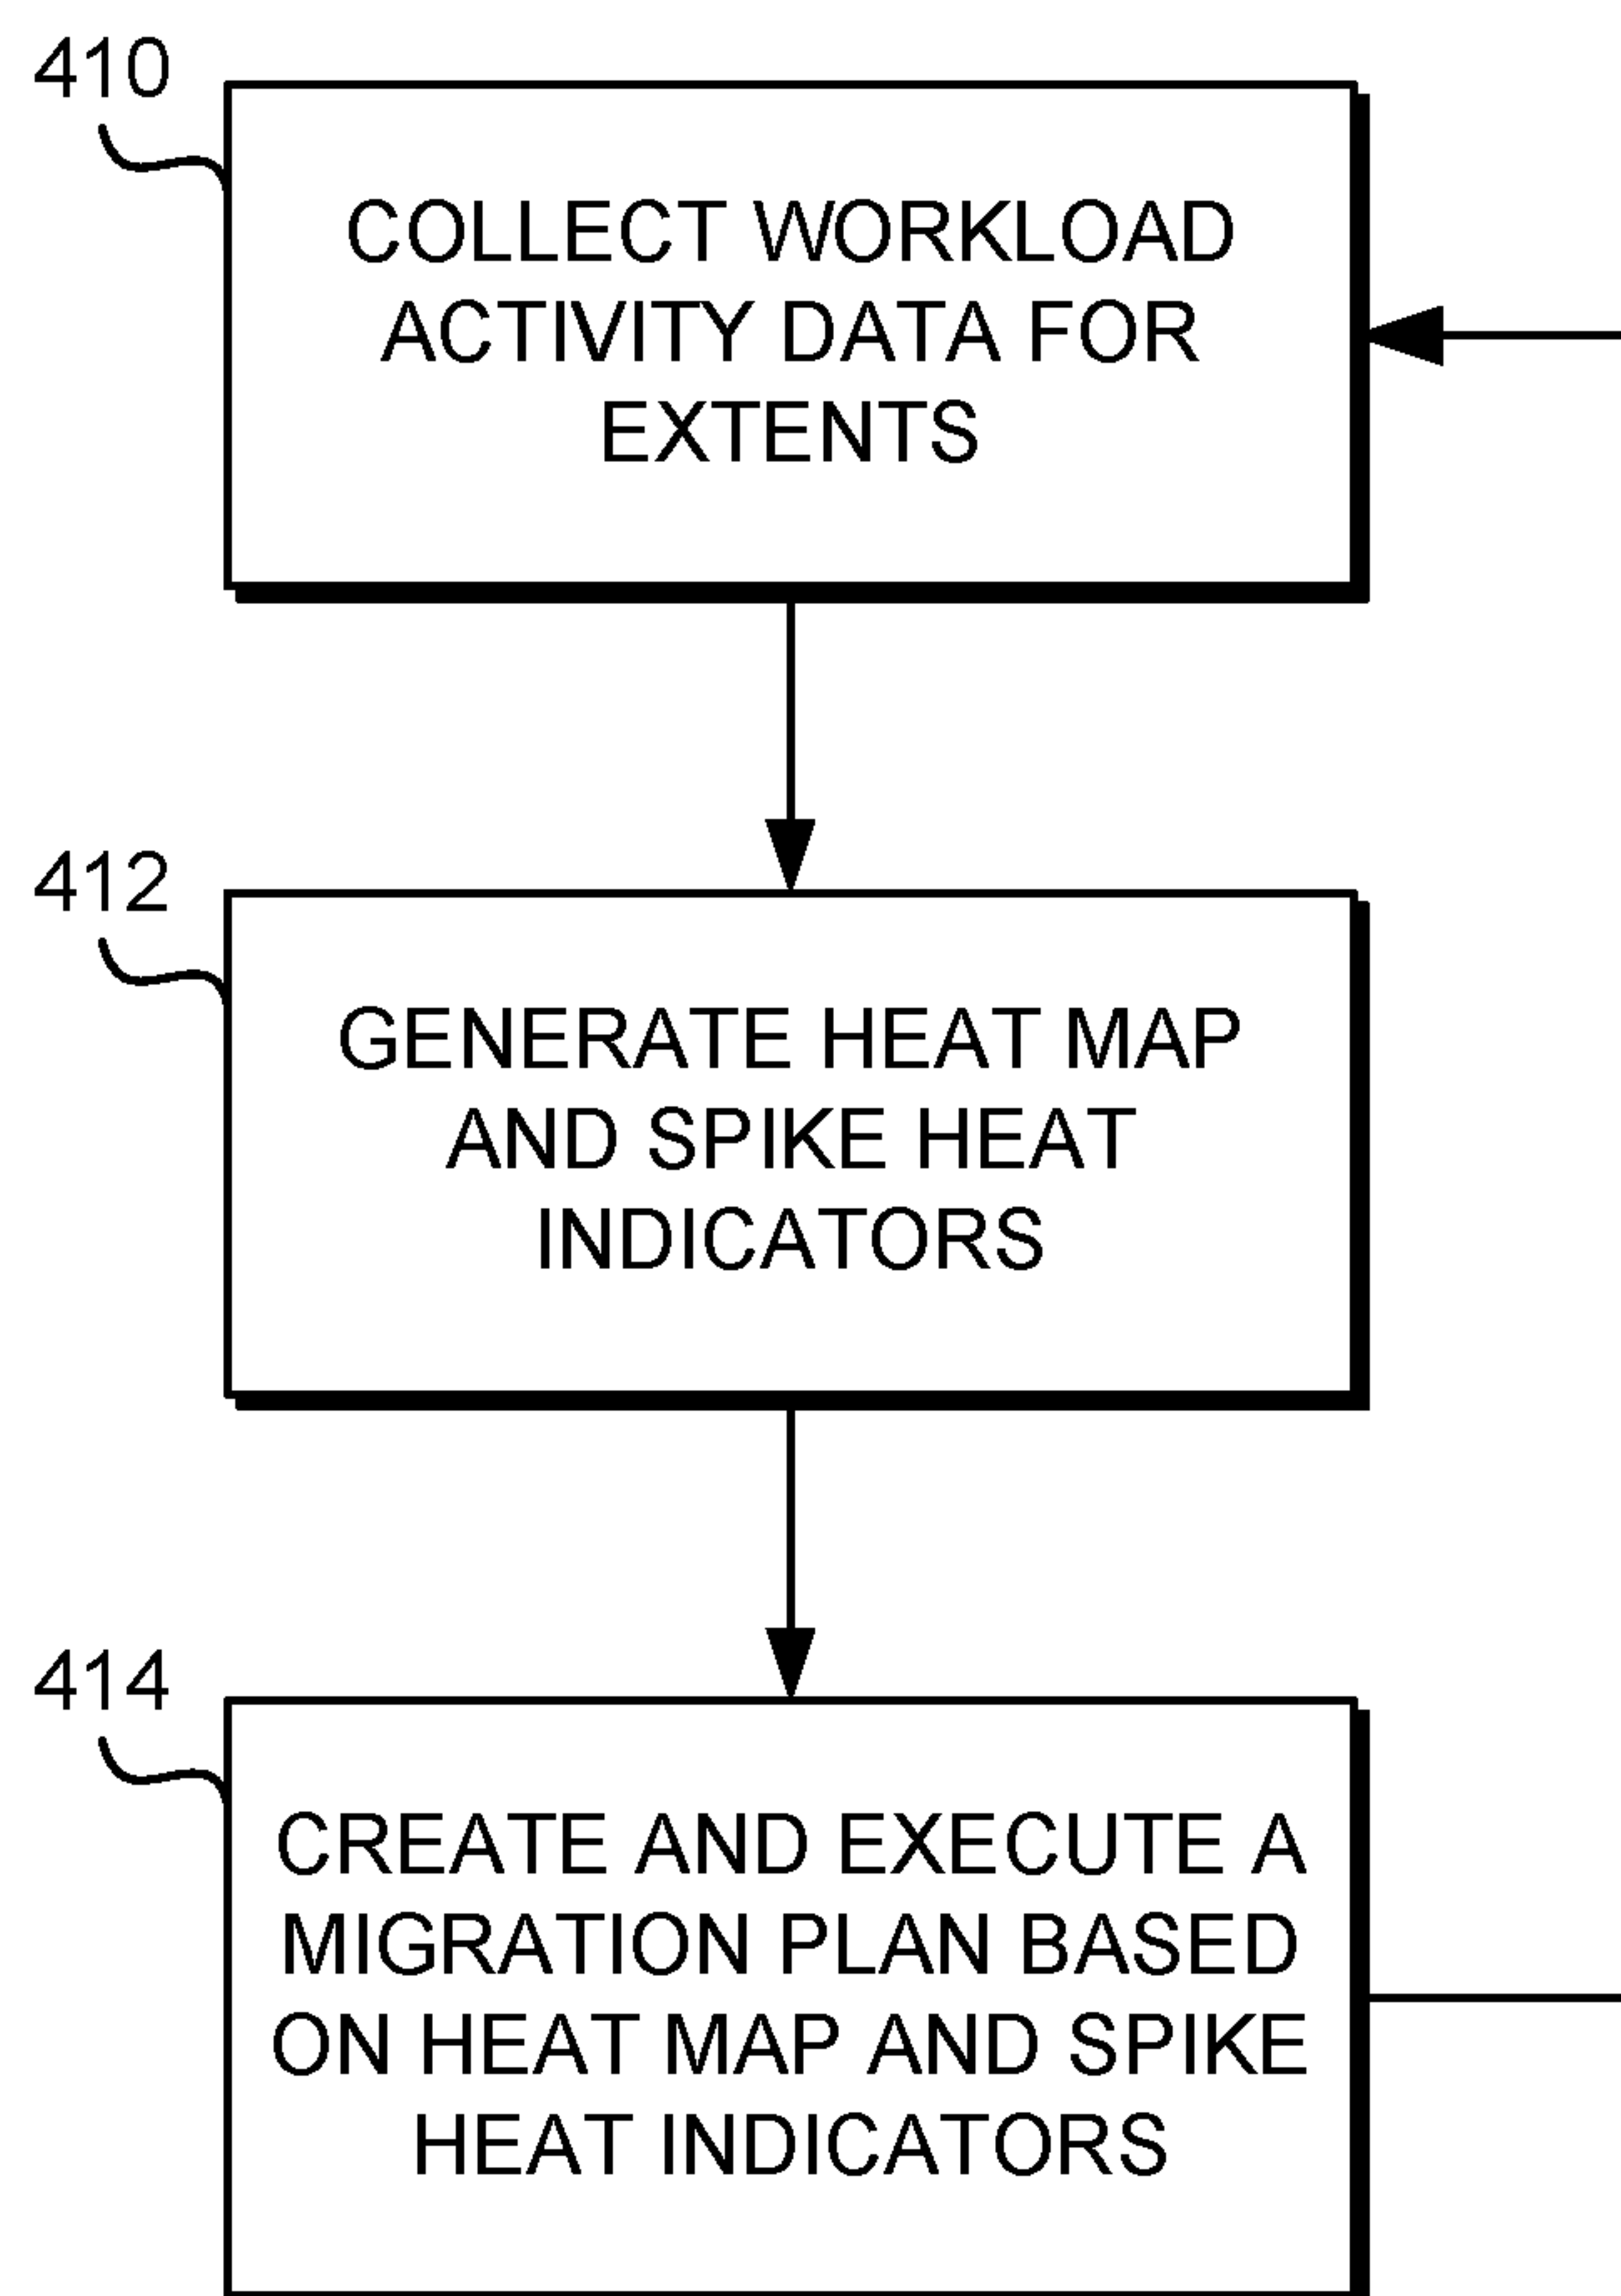 410
COLLECT WORKLOAD
ACTIVITY DATA FOR
EXTENTS
412
GENERATE HEAT MAP
AND SPIKE HEAT
INDICATORS
414
CREATE AND EXECUTE A
MIGRATION PLAN BASED
ON HEAT MAP AND SPIKE
HEAT INDICATORS